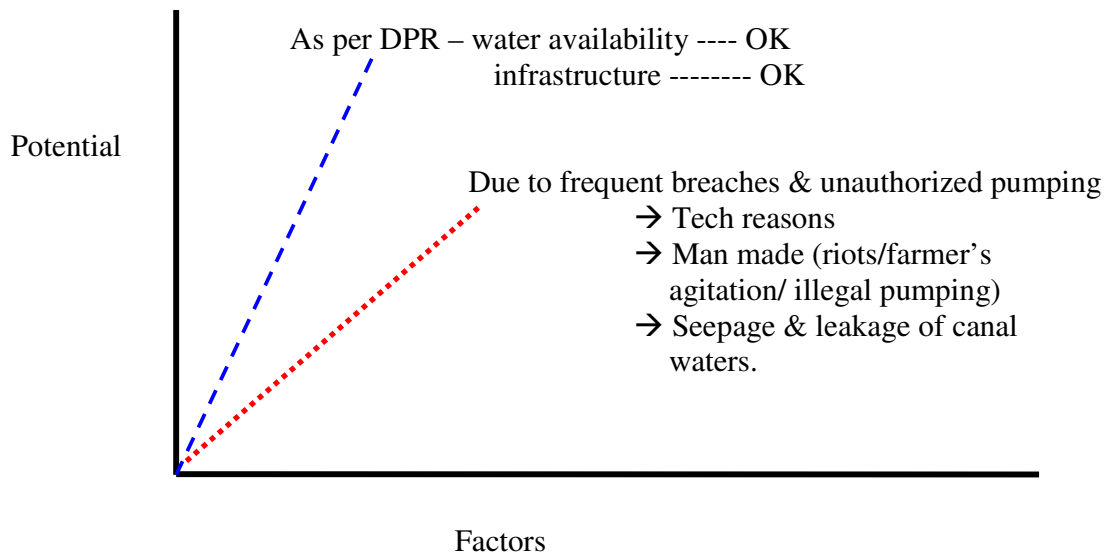 As per DPR – water availability ---- OK
infrastructure -------- OK
Potential
Due to frequent breaches & unauthorized pumping
→ Tech reasons
→ Man made (riots/farmer’s
agitation/ illegal pumping)
→ Seepage & leakage of canal
waters.
Factors